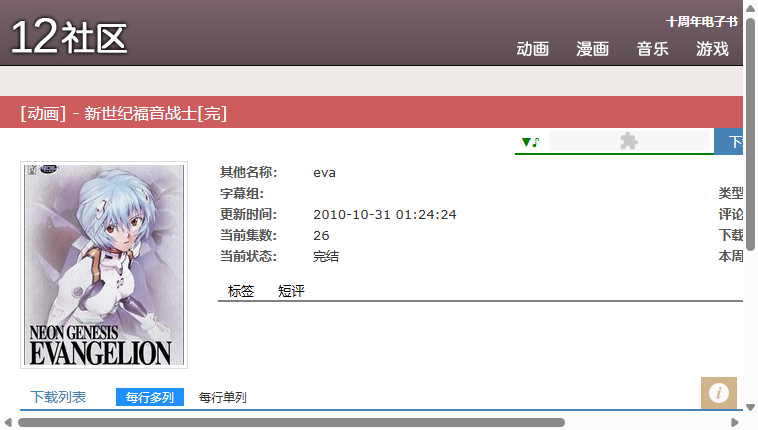 12社区
十周年电子书
动画 漫画 音乐 游戏
[动画] - 新世纪福音战士[完]
▼♪
下
其他名称： eva
字幕组： 类型
更新时间： 2010-10-31 01:24:24 评论
当前集数： 26 下载
当前状态： 完结 本周
标签 短评
NEON GENESIS
EVANGELION
下载列表 每行多列 每行单列